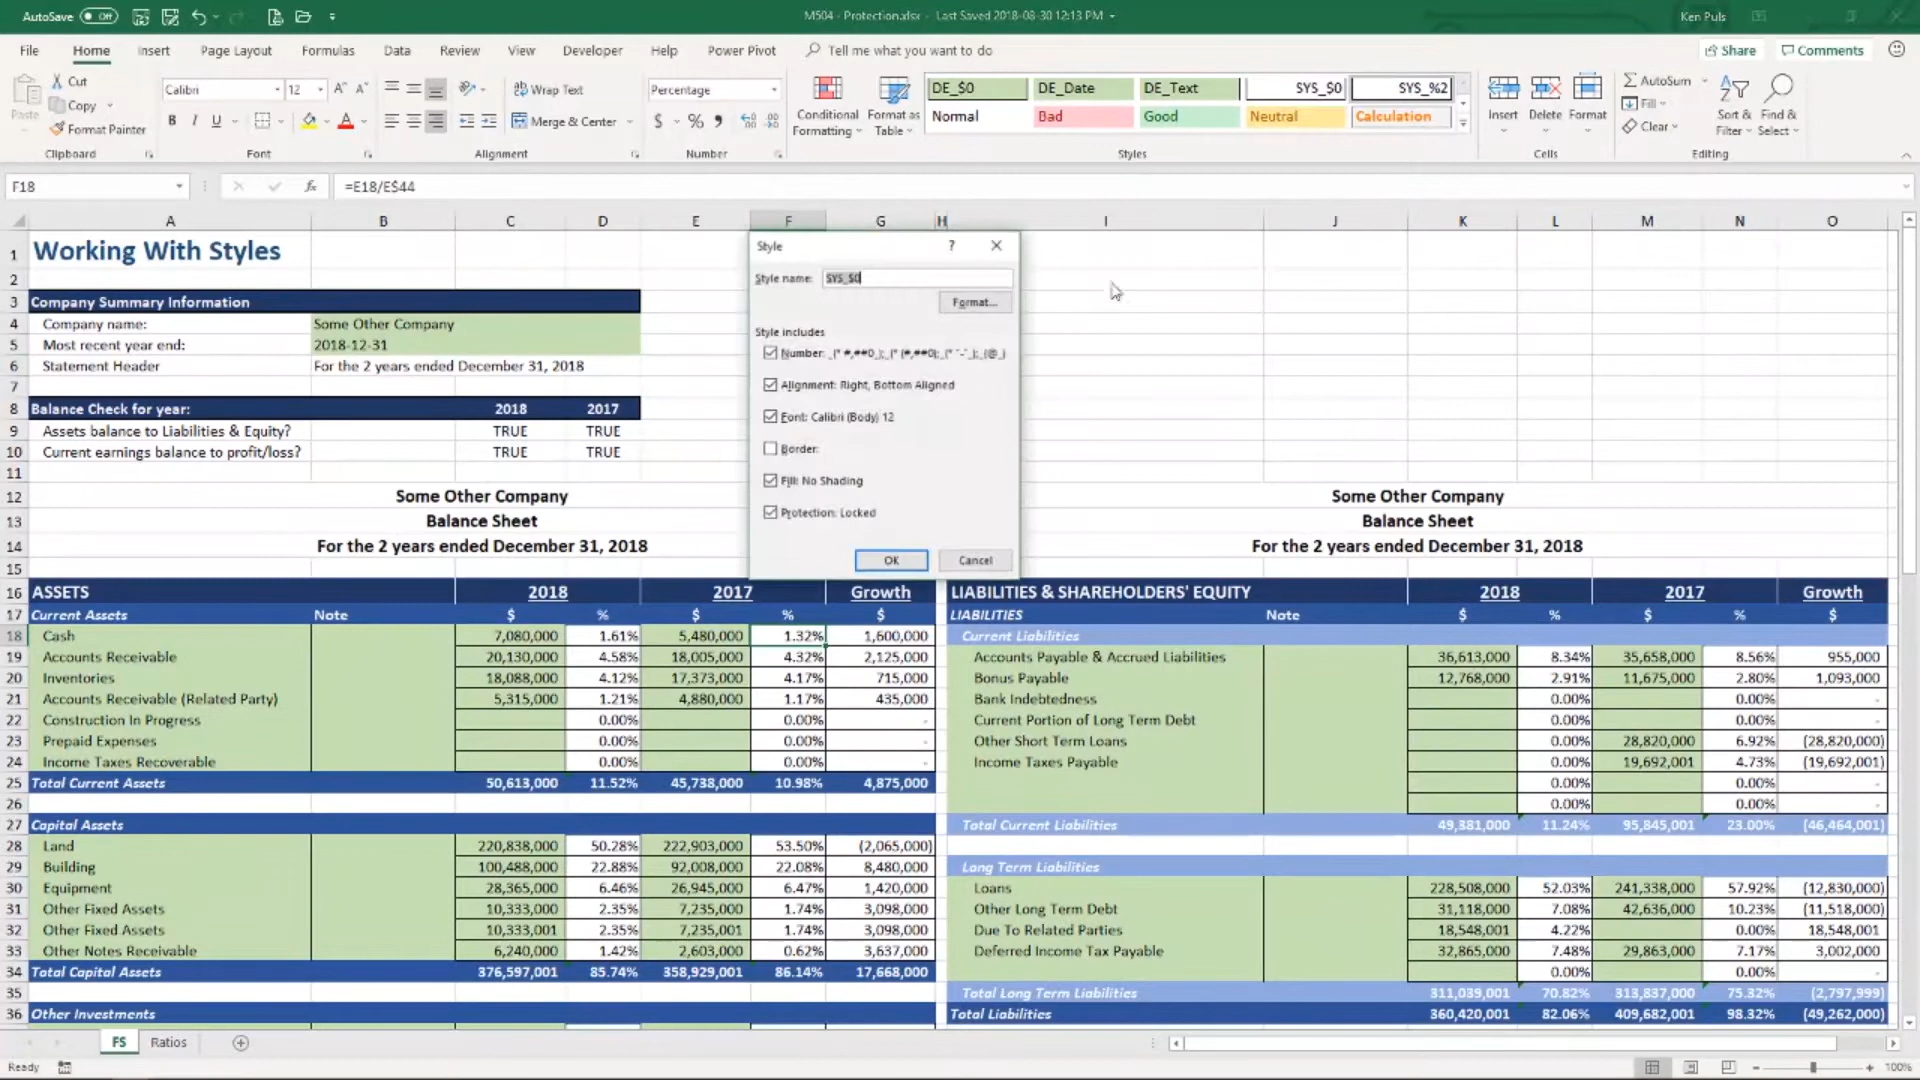 AutoSave Off M504 - Protection.xlsx - Last Saved 2018-08-30 12:13 PM Ken Puls
File Home Insert Page Layout Formulas Data Review View Developer Help Power Pivot Tell me what you want to do Share Comments
Paste Cut Copy Format Painter Clipboard
Calibri 12 B I U Font
Wrap Text Merge & Center Alignment
Percentage $ % Number
Conditional Formatting Format as Table
DE_$0 DE_Date DE_Text SYS_$0 SYS_%2
Normal Bad Good Neutral Calculation
Styles
Insert Delete Format Cells
AutoSum Fill Clear Sort & Filter Find & Select Editing
F18 fx =E18/E$44
A B C D E F G H I J K L M N O
1 Working With Styles
2
3 Company Summary Information
4 Company name: Some Other Company
5 Most recent year end: 2018-12-31
6 Statement Header For the 2 years ended December 31, 2018
7
8 Balance Check for year: 2018 2017
9 Assets balance to Liabilities & Equity? TRUE TRUE
10 Current earnings balance to profit/loss? TRUE TRUE
11
12 Some Other Company Some Other Company
13 Balance Sheet Balance Sheet
14 For the 2 years ended December 31, 2018 For the 2 years ended December 31, 2018
15
Style ?
Style name: SYS_$0
Format...
Style includes
Number: _(* #,##0_);_(* (#,##0);_(* "-"_);_(@_)
Alignment: Right, Bottom Aligned
Font: Calibri (Body) 12
Border:
Fill: No Shading
Protection: Locked
OK Cancel
16 ASSETS 2018 2017 Growth LIABILITIES & SHAREHOLDERS' EQUITY 2018 2017 Growth
17 Current Assets Note $ % $ % $ LIABILITIES Note $ % $ % $
18 Cash 7,080,000 1.61% 5,480,000 1.32% 1,600,000 Current Liabilities
19 Accounts Receivable 20,130,000 4.58% 18,005,000 4.32% 2,125,000 Accounts Payable & Accrued Liabilities 36,613,000 8.34% 35,658,000 8.56% 955,000
20 Inventories 18,088,000 4.12% 17,373,000 4.17% 715,000 Bonus Payable 12,768,000 2.91% 11,675,000 2.80% 1,093,000
21 Accounts Receivable (Related Party) 5,315,000 1.21% 4,880,000 1.17% 435,000 Bank Indebtedness 0.00% 0.00% -
22 Construction In Progress 0.00% 0.00% - Current Portion of Long Term Debt 0.00% 0.00% -
23 Prepaid Expenses 0.00% 0.00% - Other Short Term Loans 0.00% 28,820,000 6.92% (28,820,000)
24 Income Taxes Recoverable 0.00% 0.00% - Income Taxes Payable 0.00% 19,692,001 4.73% (19,692,001)
25 Total Current Assets 50,613,000 11.52% 45,738,000 10.98% 4,875,000 0.00% 0.00% -
26 0.00% 0.00% -
27 Capital Assets Total Current Liabilities 49,381,000 11.24% 95,845,001 23.00% (46,464,001)
28 Land 220,838,000 50.28% 222,903,000 53.50% (2,065,000)
29 Building 100,488,000 22.88% 92,008,000 22.08% 8,480,000 Long Term Liabilities
30 Equipment 28,365,000 6.46% 26,945,000 6.47% 1,420,000 Loans 228,508,000 52.03% 241,338,000 57.92% (12,830,000)
31 Other Fixed Assets 10,333,000 2.35% 7,235,000 1.74% 3,098,000 Other Long Term Debt 31,118,000 7.08% 42,636,000 10.23% (11,518,000)
32 Other Fixed Assets 10,333,001 2.35% 7,235,001 1.74% 3,098,000 Due To Related Parties 18,548,001 4.22% 0.00% 18,548,001
33 Other Notes Receivable 6,240,000 1.42% 2,603,000 0.62% 3,637,000 Deferred Income Tax Payable 32,865,000 7.48% 29,863,000 7.17% 3,002,000
34 Total Capital Assets 376,597,001 85.74% 358,929,001 86.14% 17,668,000 0.00% 0.00% -
35 Total Long Term Liabilities 311,039,001 70.82% 313,837,000 75.32% (2,797,999)
36 Other Investments Total Liabilities 360,420,001 82.06% 409,682,001 98.32% (49,262,000)
FS Ratios
Ready 100%